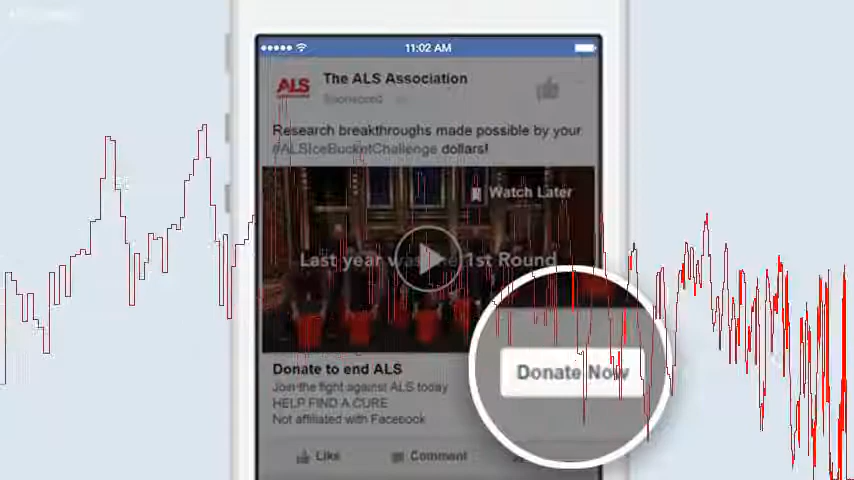 11:02 AM
ALS
The ALS Association
Sponsored
Research breakthroughs made possible by your
#ALSIceBucketChallenge dollars!
Watch Later
Last year was the 1st Round
Donate to end ALS
Join the fight against ALS today
HELP FIND A CURE
Not affiliated with Facebook
Donate Now
Like
Comment